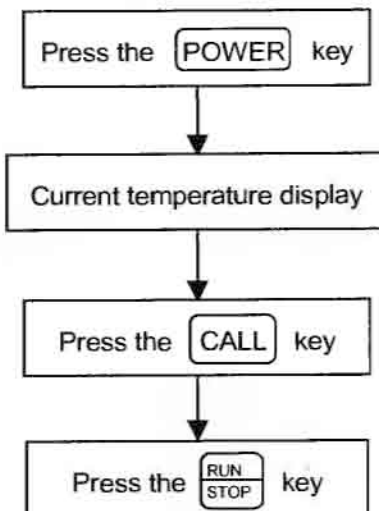 Press the POWER key
Current temperature display
Press the CALL key
Press the RUN STOP key